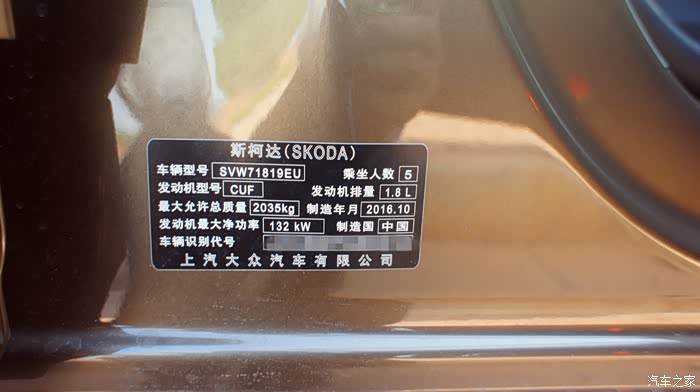 斯柯达(SKODA)
车辆型号 SVW71819EU 乘坐人数 5
发动机型号 CUF 发动机排量 1.8 L
最大允许总质量 2035kg 制造年月 2016.10
发动机最大净功率 132 kW 制造国 中国
车辆识别代号
上汽大众汽车有限公司
汽车之家